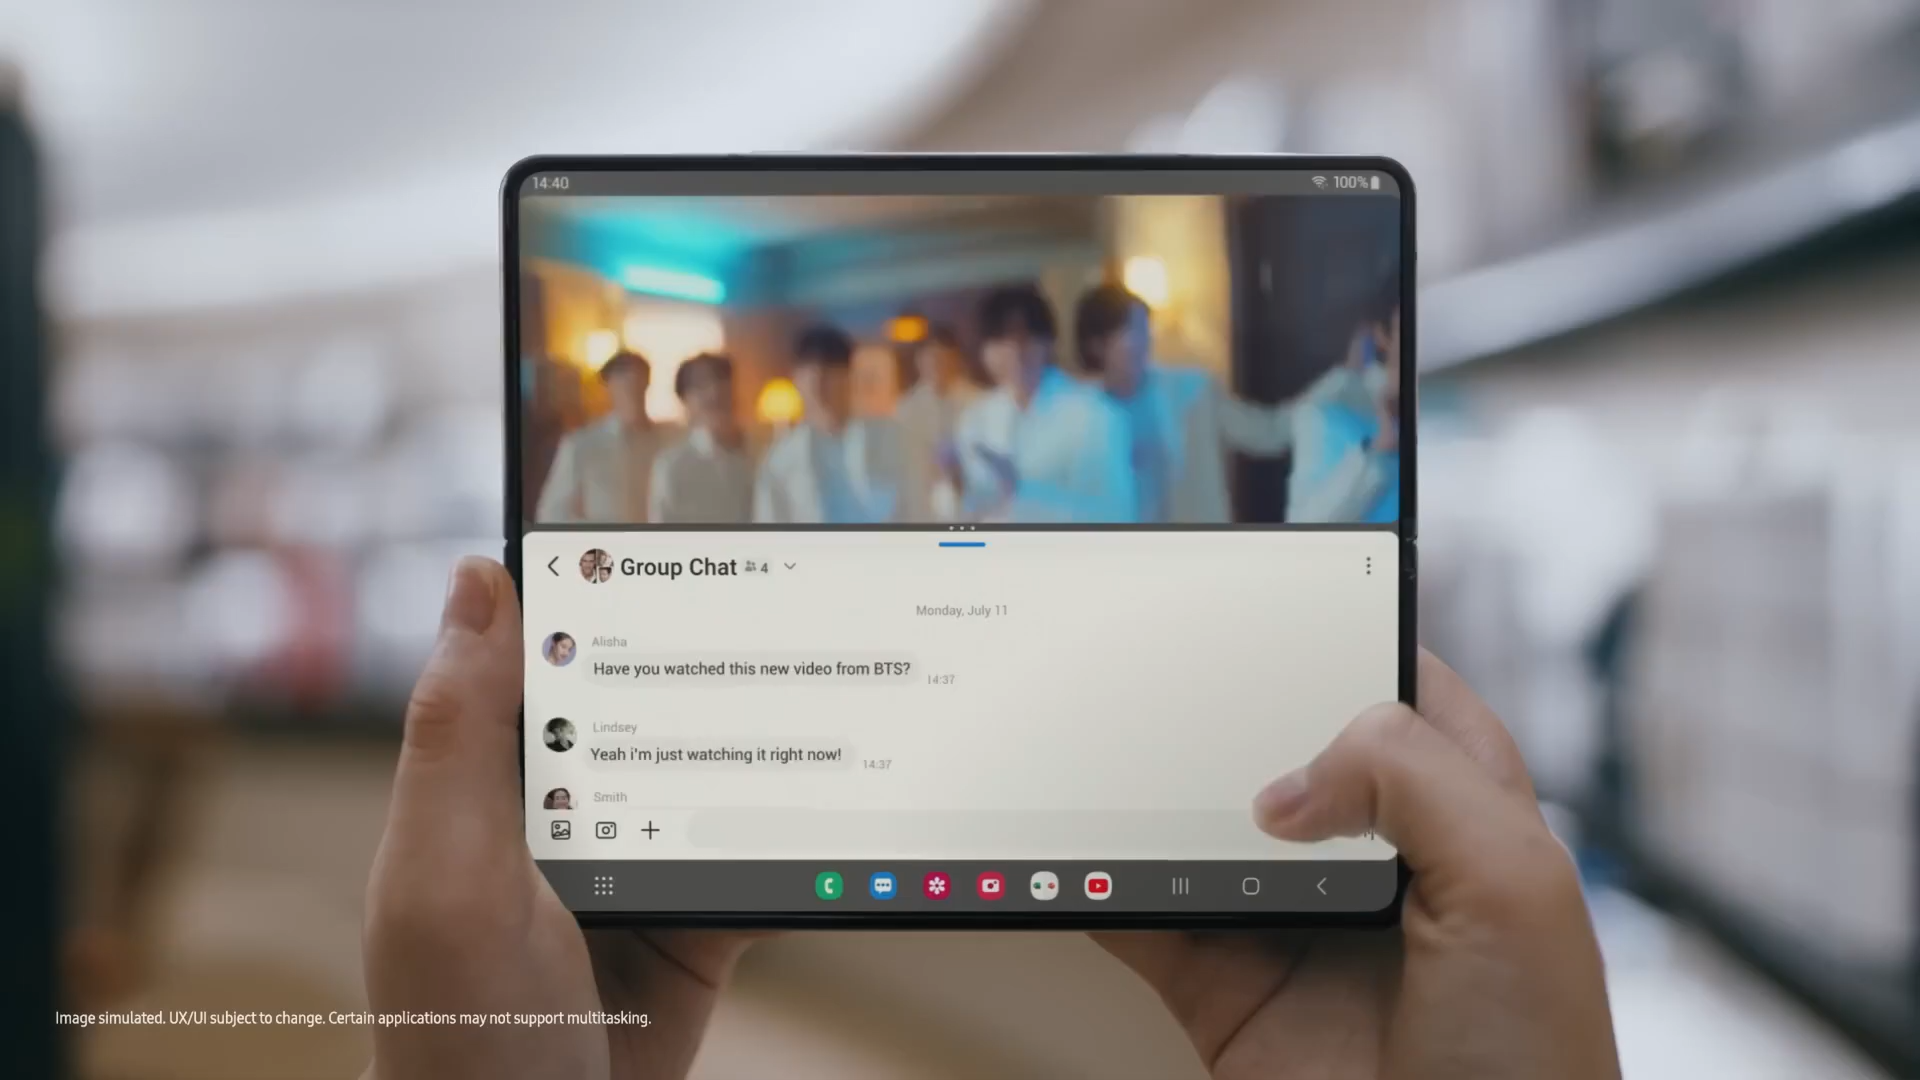 14:40
100%
Group Chat 4
Monday, July 11
Alisha
Have you watched this new video from BTS?
14:37
Lindsey
Yeah i'm just watching it right now!
14:37
Smith
Image simulated. UX/UI subject to change. Certain applications may not support multitasking.